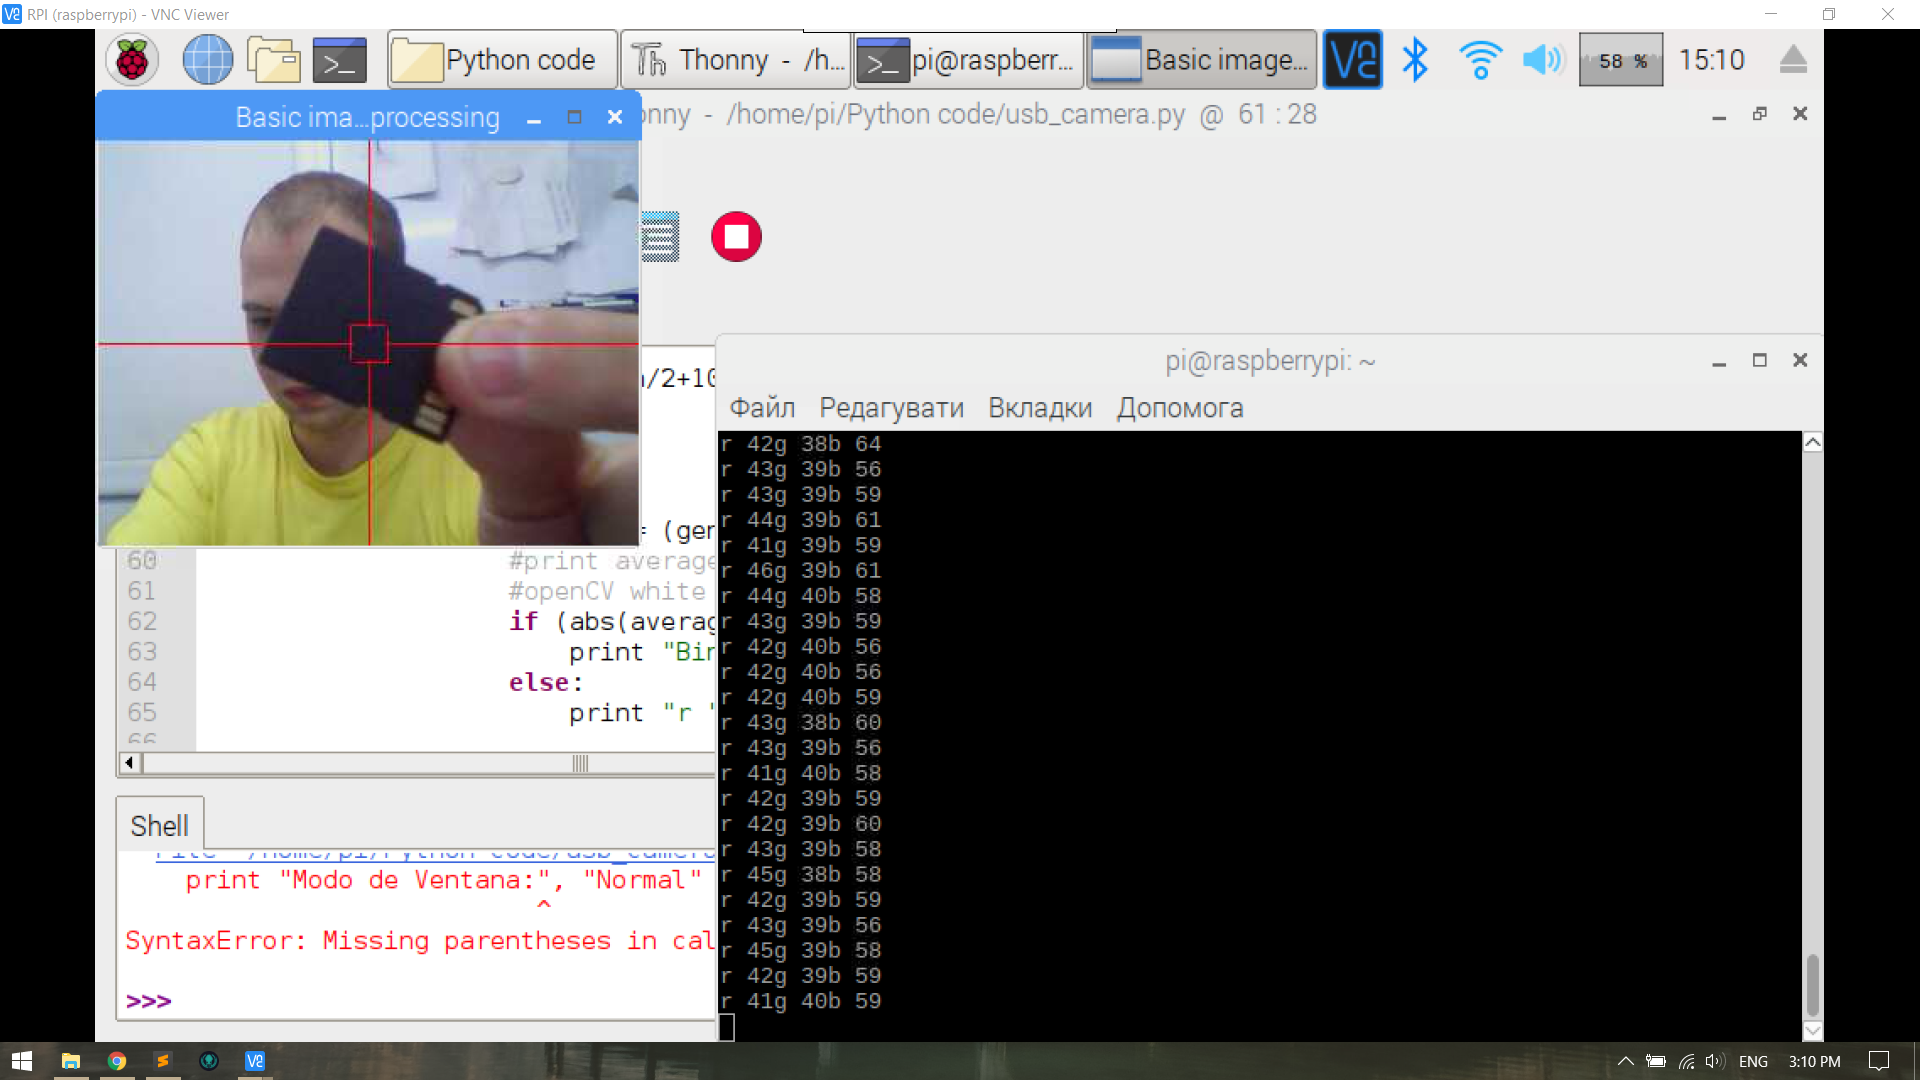 RPI (raspberrypi) - VNC Viewer
Python code
Thonny - /h...
pi@raspberr...
Basic image...
58 %
15:10
Basic ima...processing
onny - /home/pi/Python code/usb_camera.py @ 61 : 28
/2+10
= (ger
60 #print average
61 #openCV white
62 if (abs(averag
63 print "Bin
64 else:
65 print "r "
66
Shell
File "/home/pi/Python code/usb_camera
print "Modo de Ventana:", "Normal"
^
SyntaxError: Missing parentheses in cal
>>>
pi@raspberrypi: ~
Файл Редагувати Вкладки Допомога
r 42g 38b 64
r 43g 39b 56
r 43g 39b 59
r 44g 39b 61
r 41g 39b 59
r 46g 39b 61
r 44g 40b 58
r 43g 39b 59
r 42g 40b 56
r 42g 40b 56
r 42g 40b 59
r 43g 38b 60
r 43g 39b 56
r 41g 40b 58
r 42g 39b 59
r 42g 39b 60
r 43g 39b 58
r 45g 38b 58
r 42g 39b 59
r 43g 39b 56
r 45g 39b 58
r 42g 39b 59
r 41g 40b 59
ENG
3:10 PM